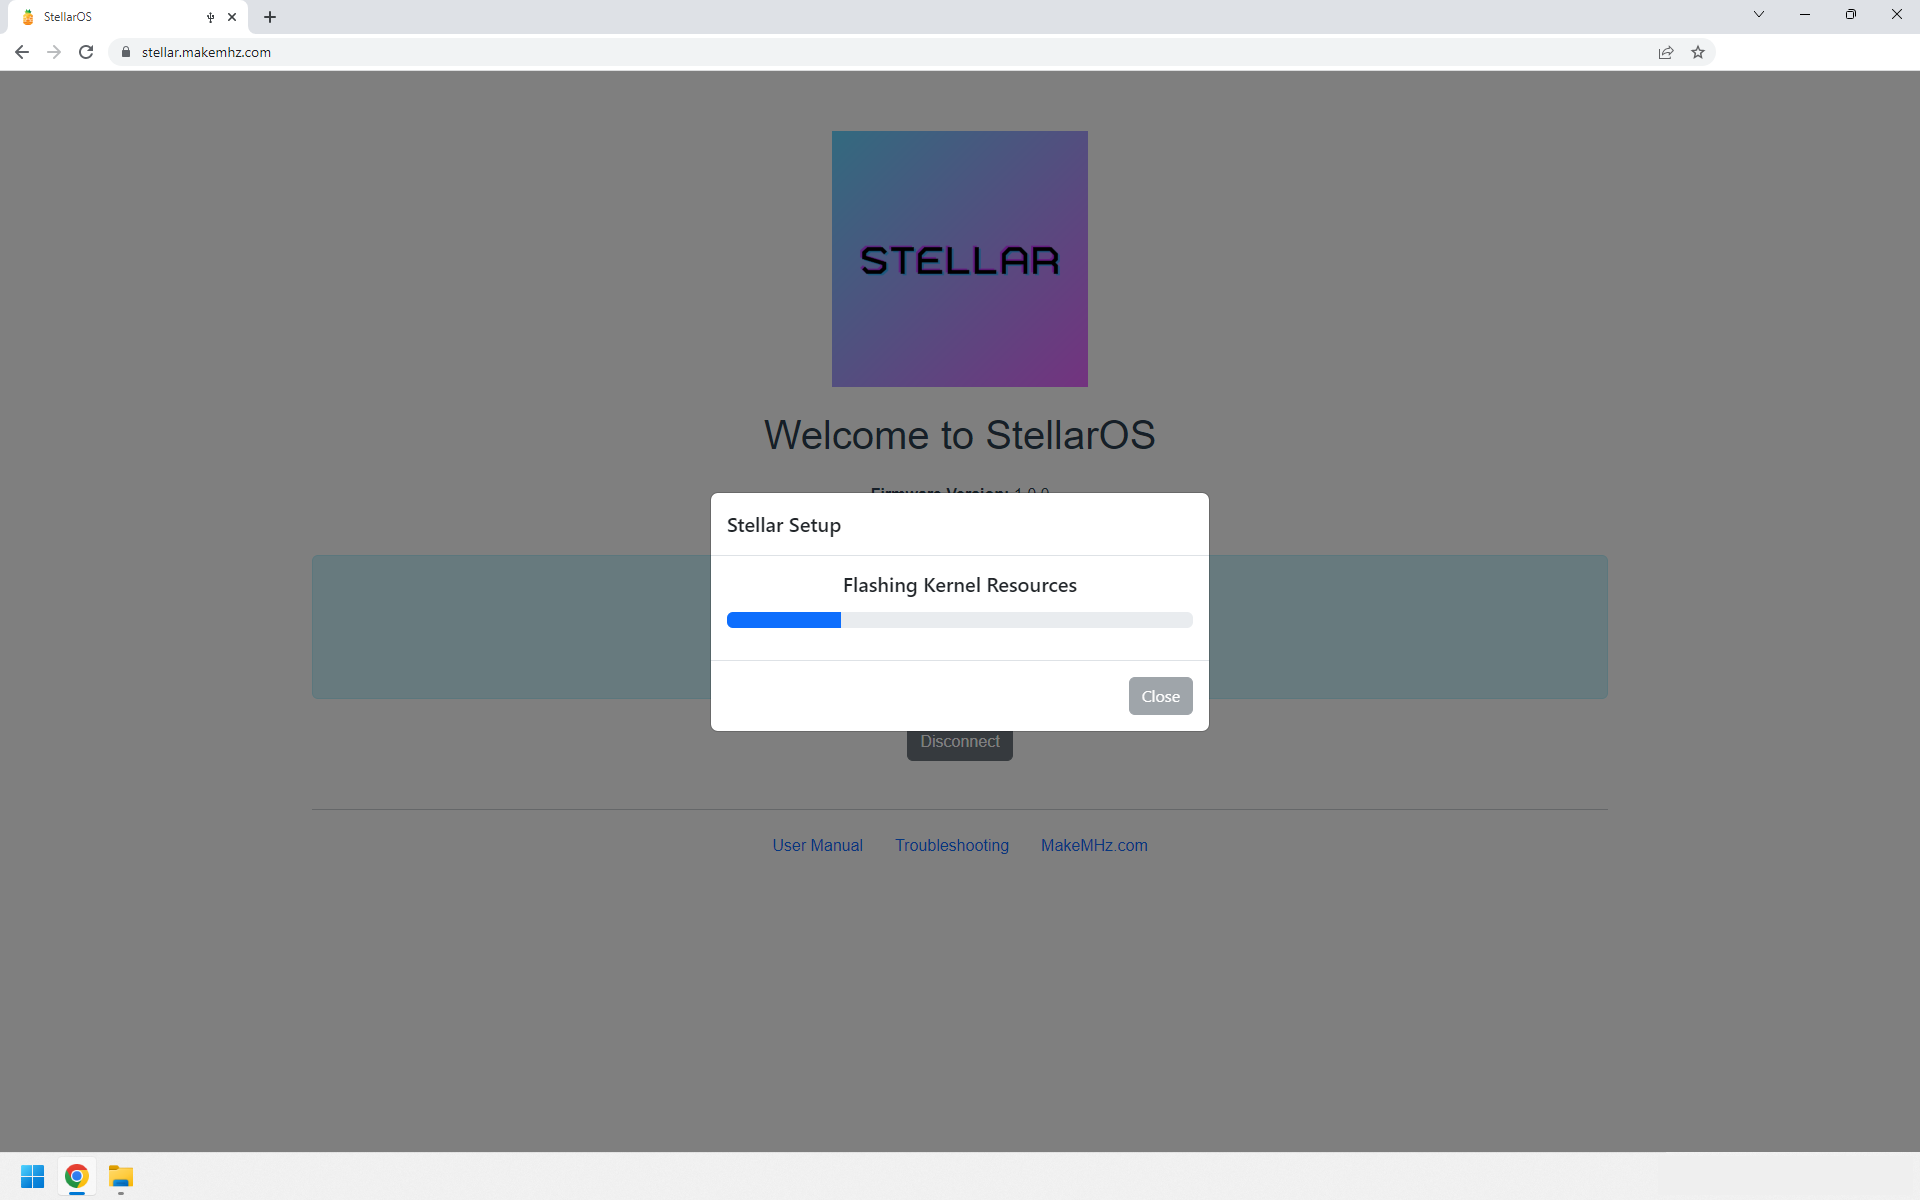 StellarOS
stellar.makemhz.com
STELLAR
Welcome to StellarOS
Firmware Version: 1.0.0
Stellar Setup
Flashing Kernel Resources
Close
Disconnect
User Manual
Troubleshooting
MakeMHz.com